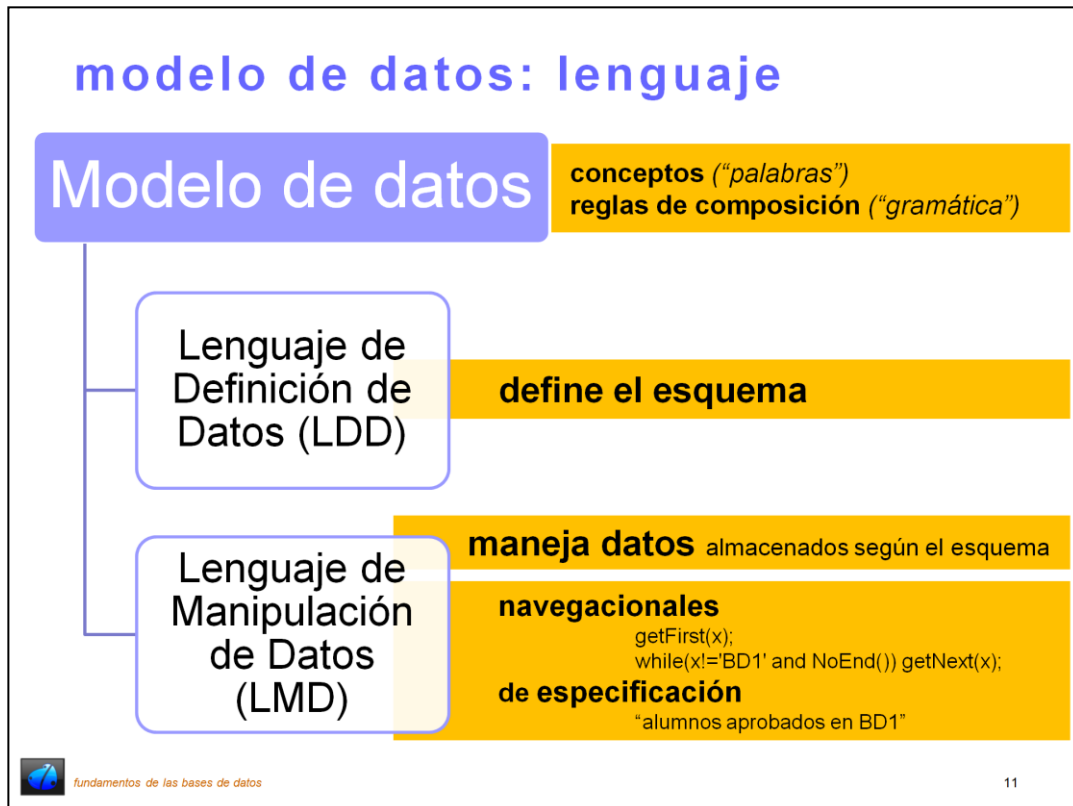 modelo de datos: lenguaje
Modelo de datos
conceptos (“palabras”)
reglas de composición (“gramática”)
Lenguaje de
Definición de
Datos (LDD)
define el esquema
Lenguaje de
Manipulación
de Datos
(LMD)
maneja datos almacenados según el esquema
navegacionales
getFirst(x);
while(x!='BD1' and NoEnd()) getNext(x);
de especificación
“alumnos aprobados en BD1”
fundamentos de las bases de datos
11